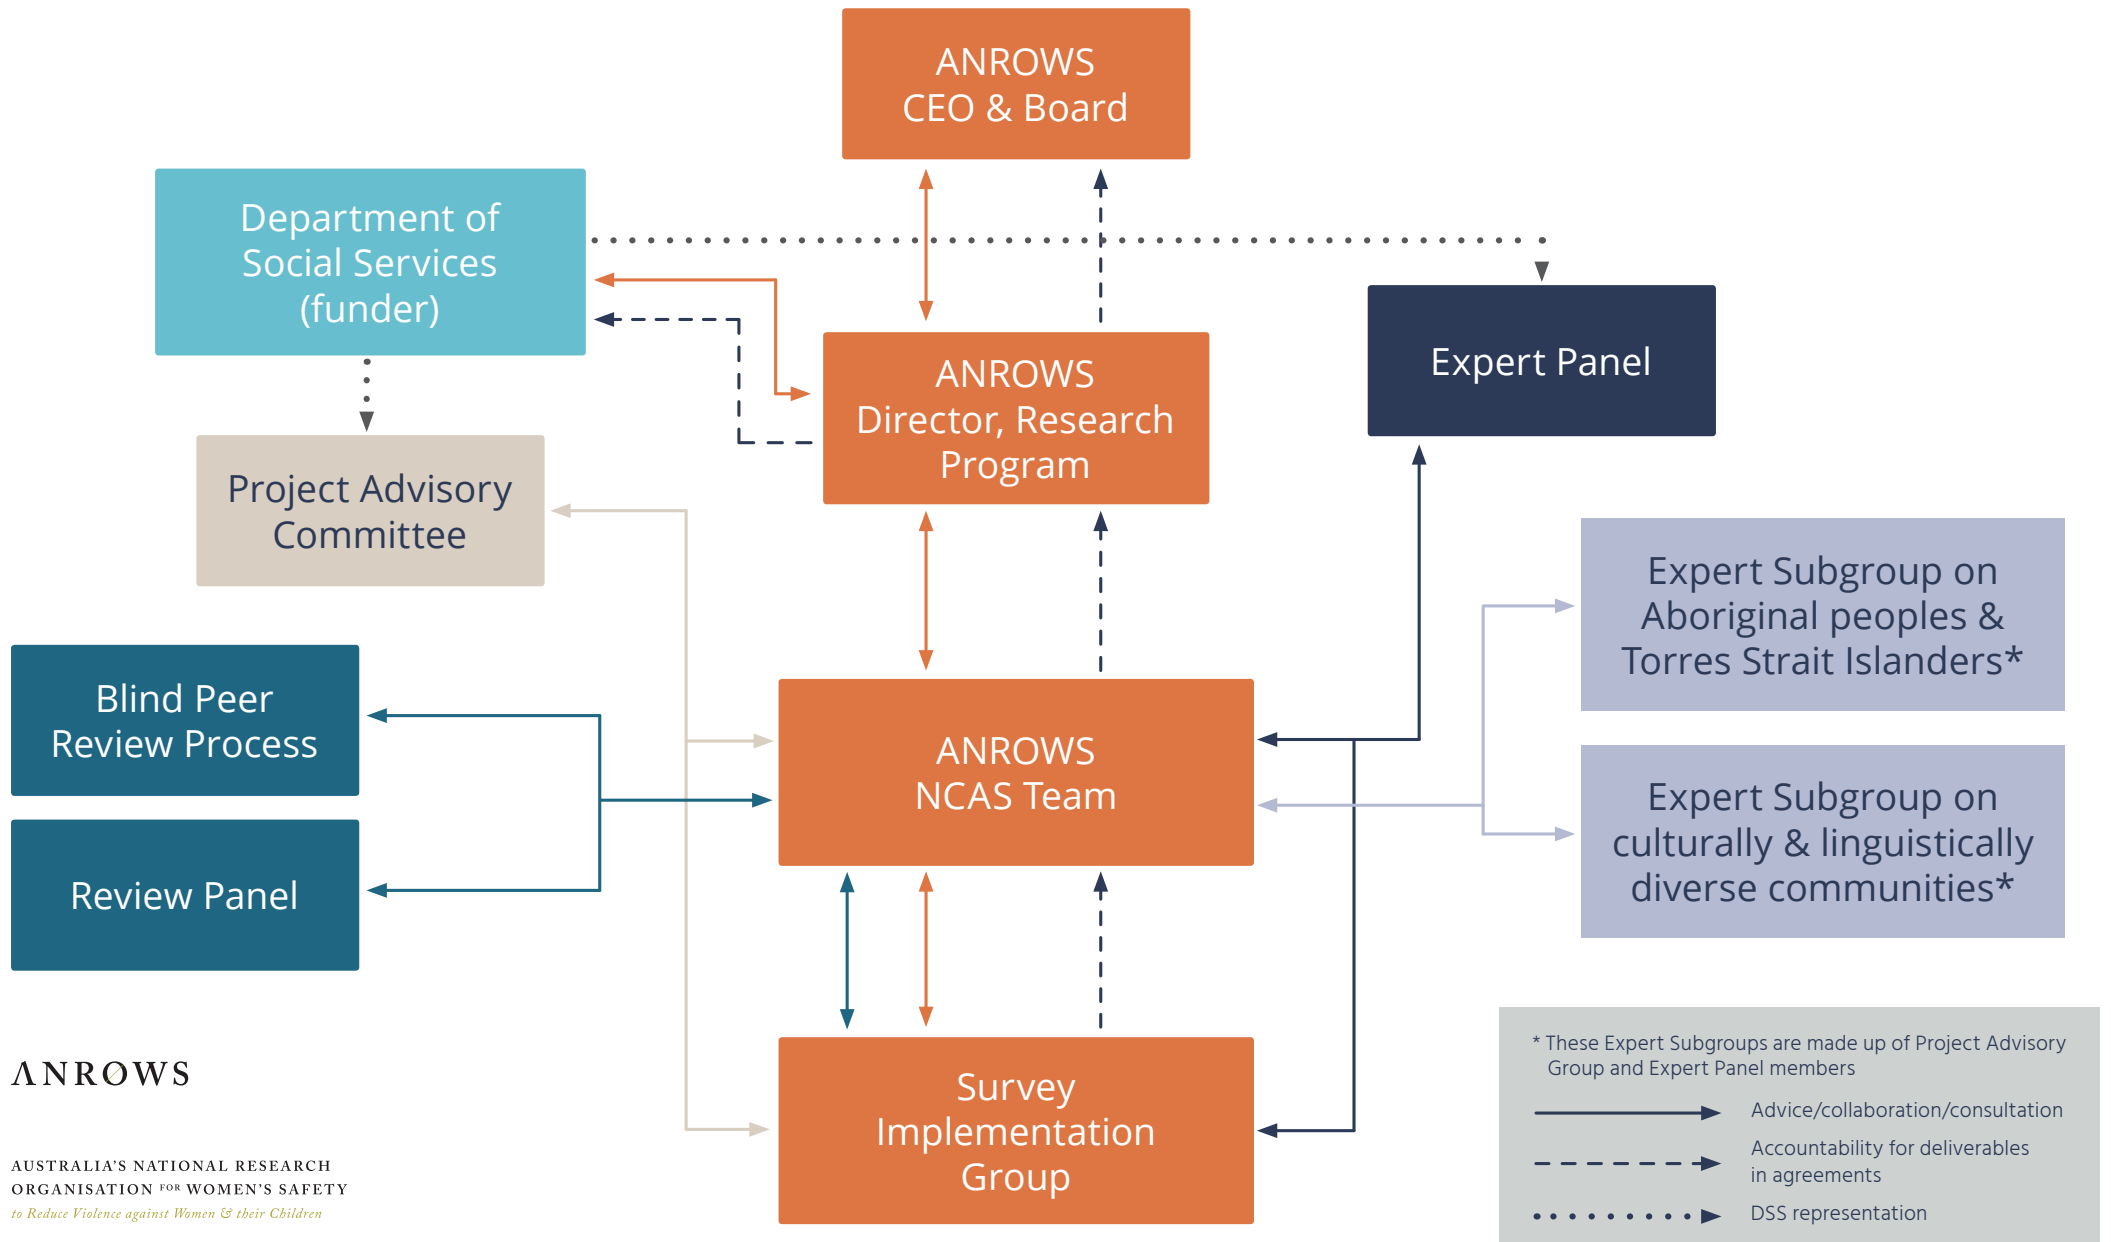 ANROWS
CEO & Board
Department of
Social Services
(funder)
ANROWS
Director, Research
Program
Expert Panel
Project Advisory
Committee
Expert Subgroup on
Aboriginal peoples &
Torres Strait Islanders*
Blind Peer
Review Process
ANROWS
NCAS Team
Expert Subgroup on
culturally & linguistically
diverse communities*
Review Panel
Survey
Implementation
Group
* These Expert Subgroups are made up of Project Advisory
Group and Expert Panel members
Advice/collaboration/consultation
Accountability for deliverables
in agreements
DSS representation
ANROWS
AUSTRALIA'S NATIONAL RESEARCH
ORGANISATION FOR WOMEN'S SAFETY
to Reduce Violence against Women & their Children